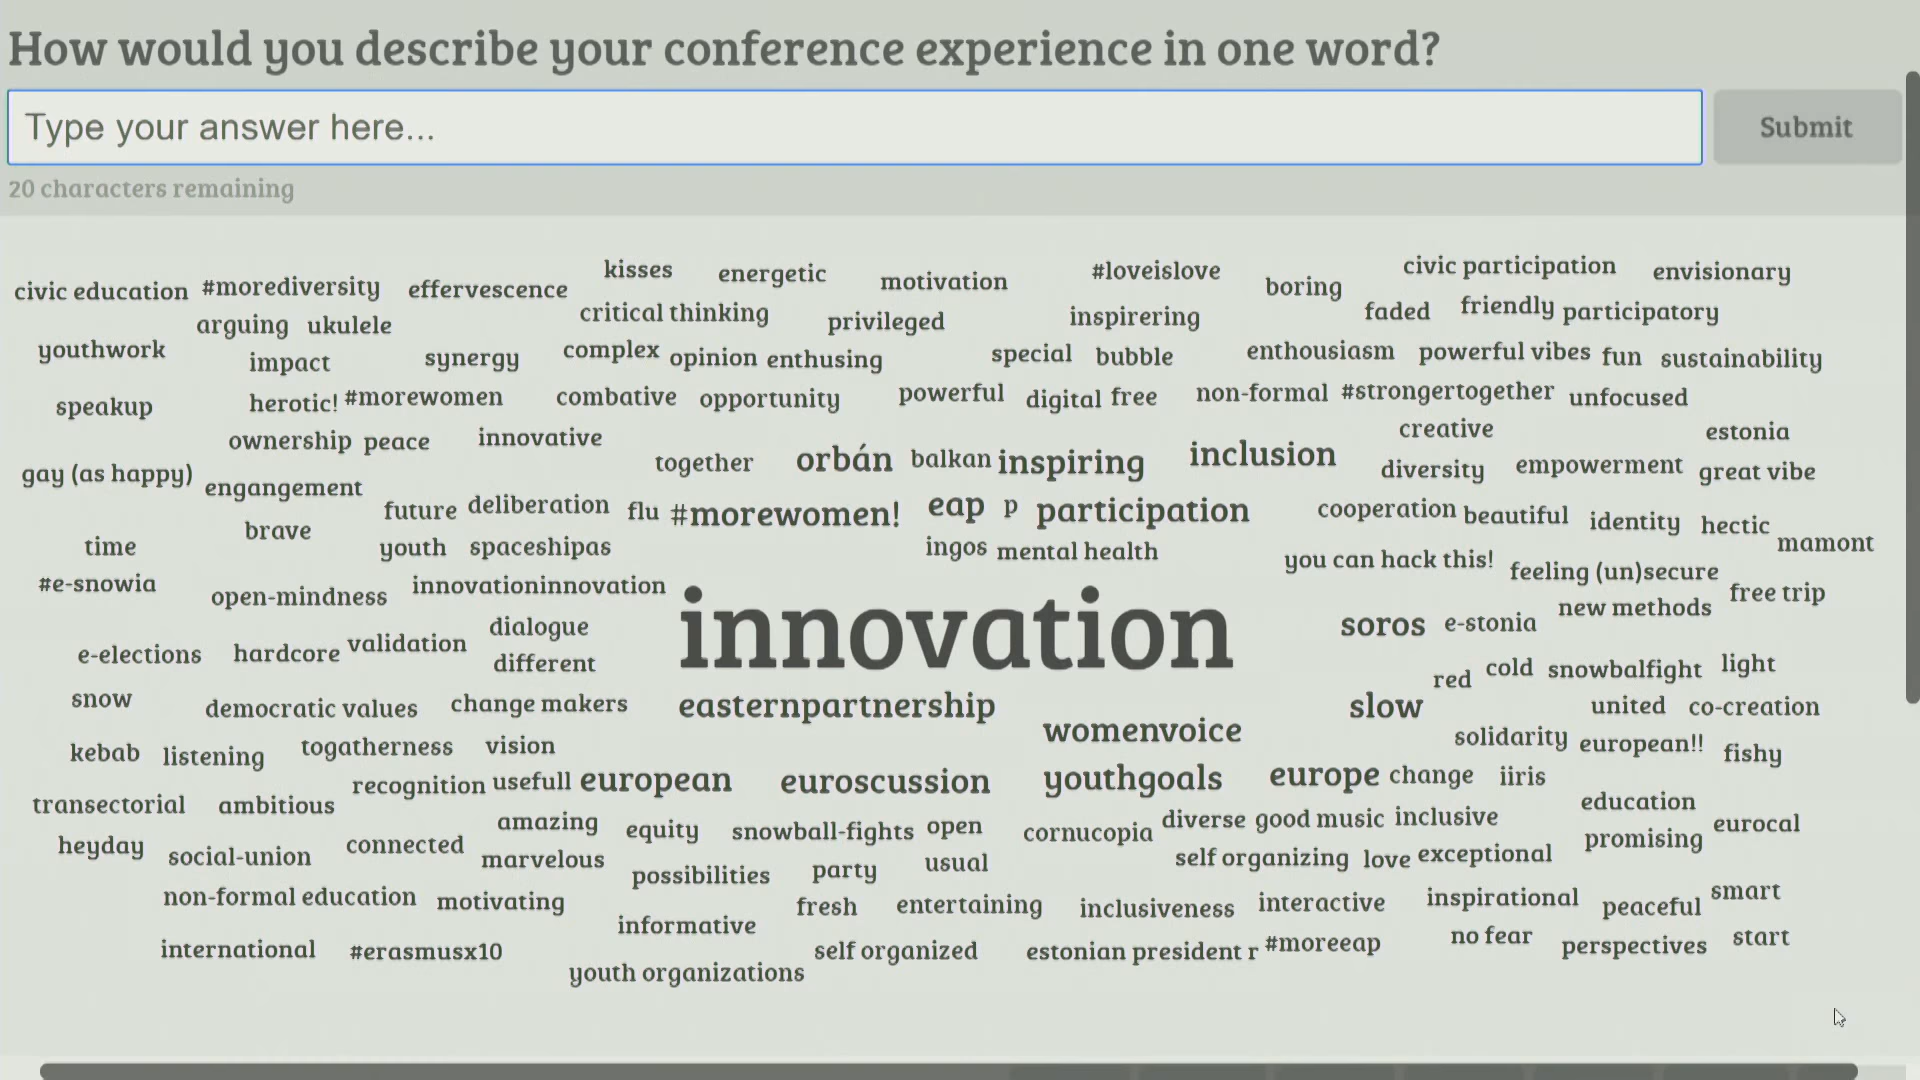 How would you describe your conference experience in one word?
Type your answer here...
Submit
20 characters remaining
kisses energetic motivation #loveislove civic participation envisionary
civic education #morediversity effervescence boring
critical thinking privileged inspirering faded friendly participatory
arguing ukulele
youthwork impact synergy complex opinion enthusing special bubble enthousiasm powerful vibes fun sustainability
speakup herotic! #morewomen combative opportunity powerful digital free non-formal #strongertogether unfocused
ownership peace innovative creative estonia
together orbán balkan inspiring inclusion diversity empowerment great vibe
gay (as happy) engangement
future deliberation flu #morewomen! eap p participation cooperation beautiful identity hectic
brave
time youth spaceshipas ingos mental health you can hack this! mamont
#e-snowia open-mindness innovationinnovation feeling (un)secure free trip
new methods
innovation
dialogue soros e-stonia
e-elections hardcore validation different red cold snowbalfight light
snow democratic values change makers easternpartnership slow united co-creation
womenvoice
kebab listening togatherness vision solidarity european!! fishy
recognition usefull european euroscussion youthgoals europe change iiris
transectorial ambitious education
amazing equity snowball-fights open cornucopia diverse good music inclusive promising eurocal
heyday social-union connected marvelous possibilities party usual self organizing love exceptional
non-formal education motivating fresh entertaining inclusiveness interactive inspirational peaceful smart
informative
international #erasmusx10 self organized estonian president r #moreeap no fear perspectives start
youth organizations